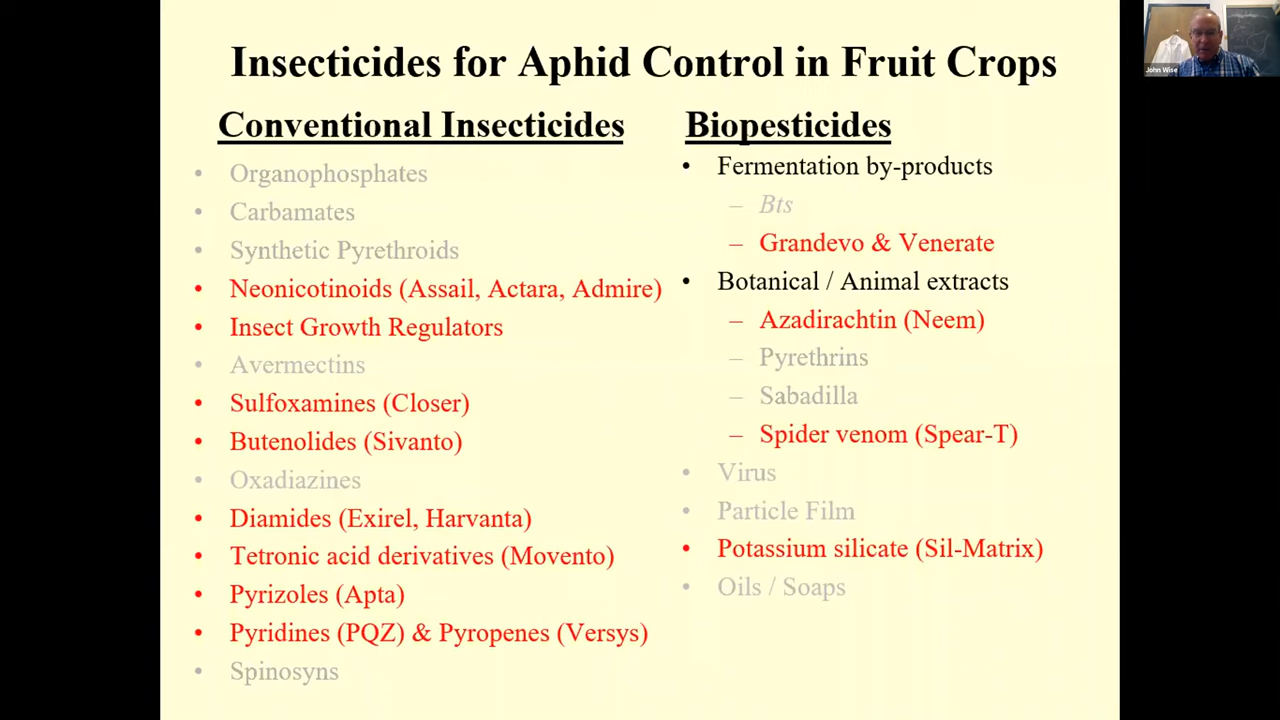 Insecticides for Aphid Control in Fruit Crops
Conventional Insecticides
• Organophosphates
• Carbamates
• Synthetic Pyrethroids
• Neonicotinoids (Assail, Actara, Admire)
• Insect Growth Regulators
• Avermectins
• Sulfoxamines (Closer)
• Butenolides (Sivanto)
• Oxadiazines
• Diamides (Exirel, Harvanta)
• Tetronic acid derivatives (Movento)
• Pyrizoles (Apta)
• Pyridines (PQZ) & Pyropenes (Versys)
• Spinosyns
Biopesticides
• Fermentation by-products
– Bts
– Grandevo & Venerate
• Botanical / Animal extracts
– Azadirachtin (Neem)
– Pyrethrins
– Sabadilla
– Spider venom (Spear-T)
• Virus
• Particle Film
• Potassium silicate (Sil-Matrix)
• Oils / Soaps
John Wise